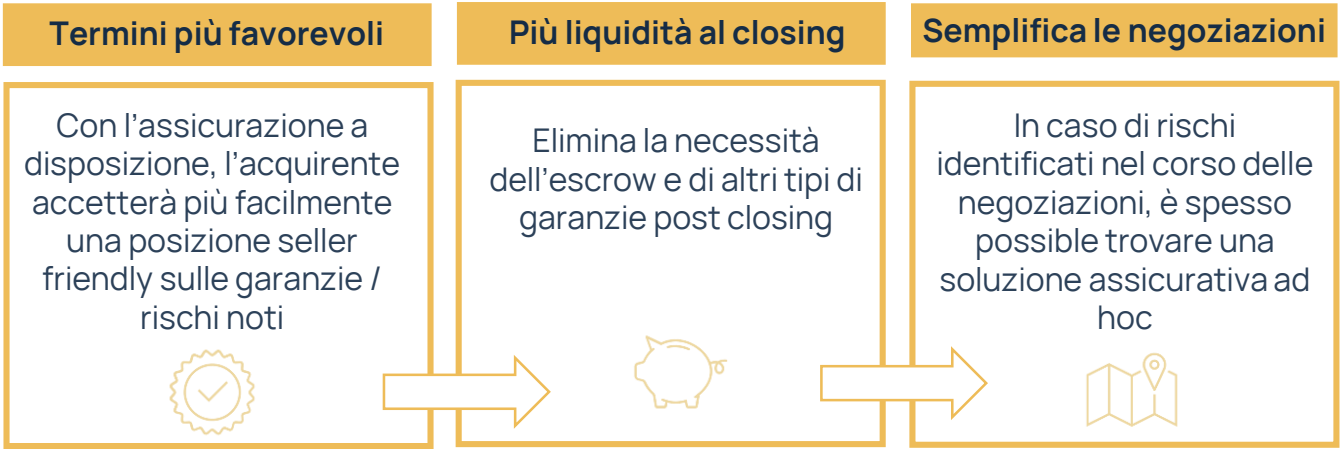 Termini più favorevoli
Con l'assicurazione a
disposizione, l'acquirente
accetterà più facilmente
una posizione seller
friendly sulle garanzie /
rischi noti
Più liquidità al closing
Elimina la necessità
dell'escrow e di altri tipi di
garanzie post closing
Semplifica le negoziazioni
In caso di rischi
identificati nel corso delle
negoziazioni, è spesso
possible trovare una
soluzione assicurativa ad
hoc